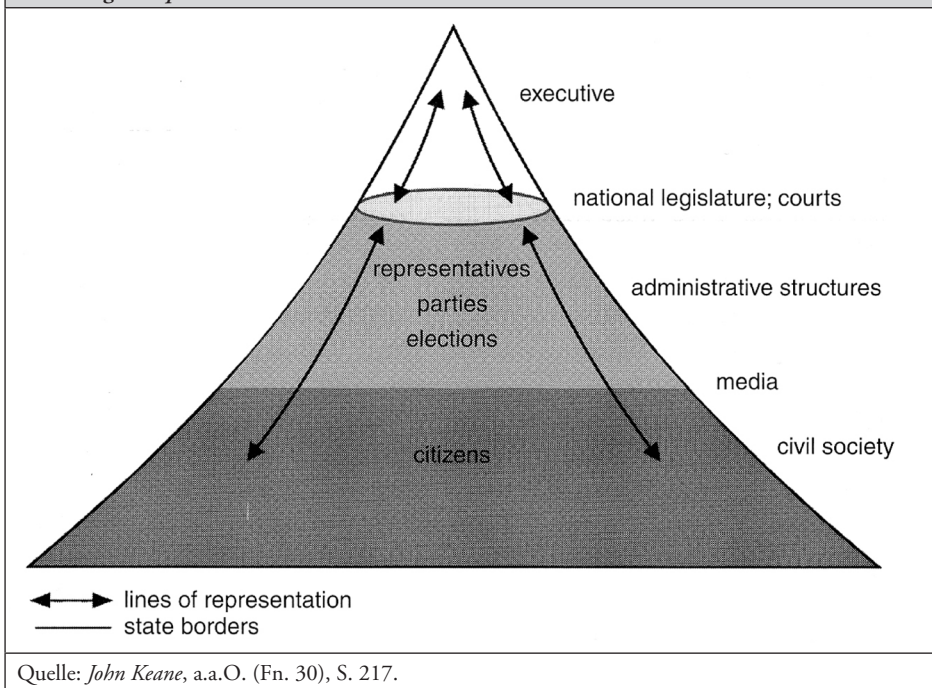 executive
national legislature; courts
representatives
administrative structures
parties
elections
media
citizens
civil society
lines of representation
state borders
Quelle: John Keane, a.a.O. (Fn. 30), S. 217.